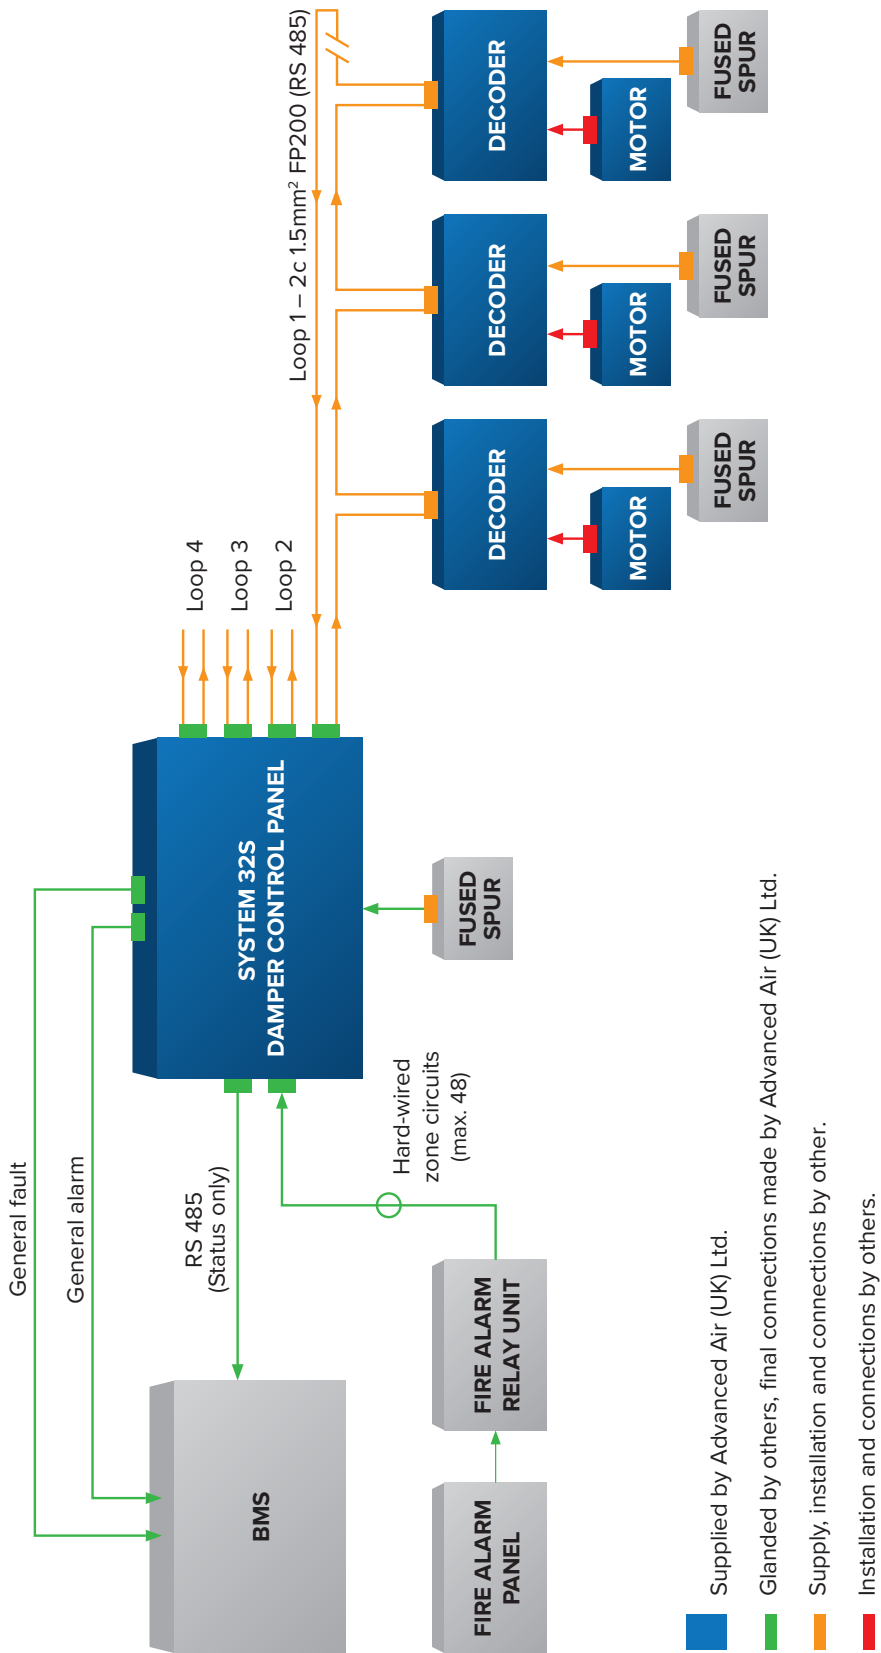 General fault
General alarm
BMS
RS 485
(Status only)
SYSTEM 32S
DAMPER CONTROL PANEL
Loop 4
Loop 3
Loop 2
Loop 1 – 2c 1.5mm² FP200 (RS 485)
Hard-wired
zone circuits
(max. 48)
FIRE ALARM
PANEL
FIRE ALARM
RELAY UNIT
FUSED
SPUR
DECODER
DECODER
DECODER
MOTOR
MOTOR
MOTOR
FUSED
SPUR
FUSED
SPUR
FUSED
SPUR
Supplied by Advanced Air (UK) Ltd.
Glanded by others, final connections made by Advanced Air (UK) Ltd.
Supply, installation and connections by other.
Installation and connections by others.